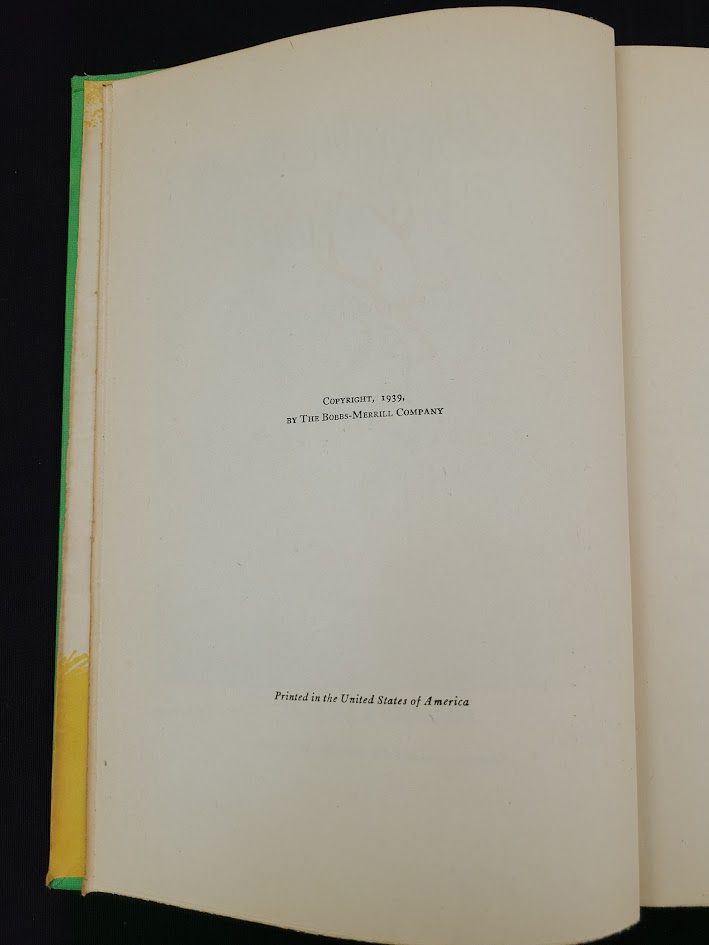 Copyright, 1939,
by The Bobbs-Merrill Company
Printed in the United States of America